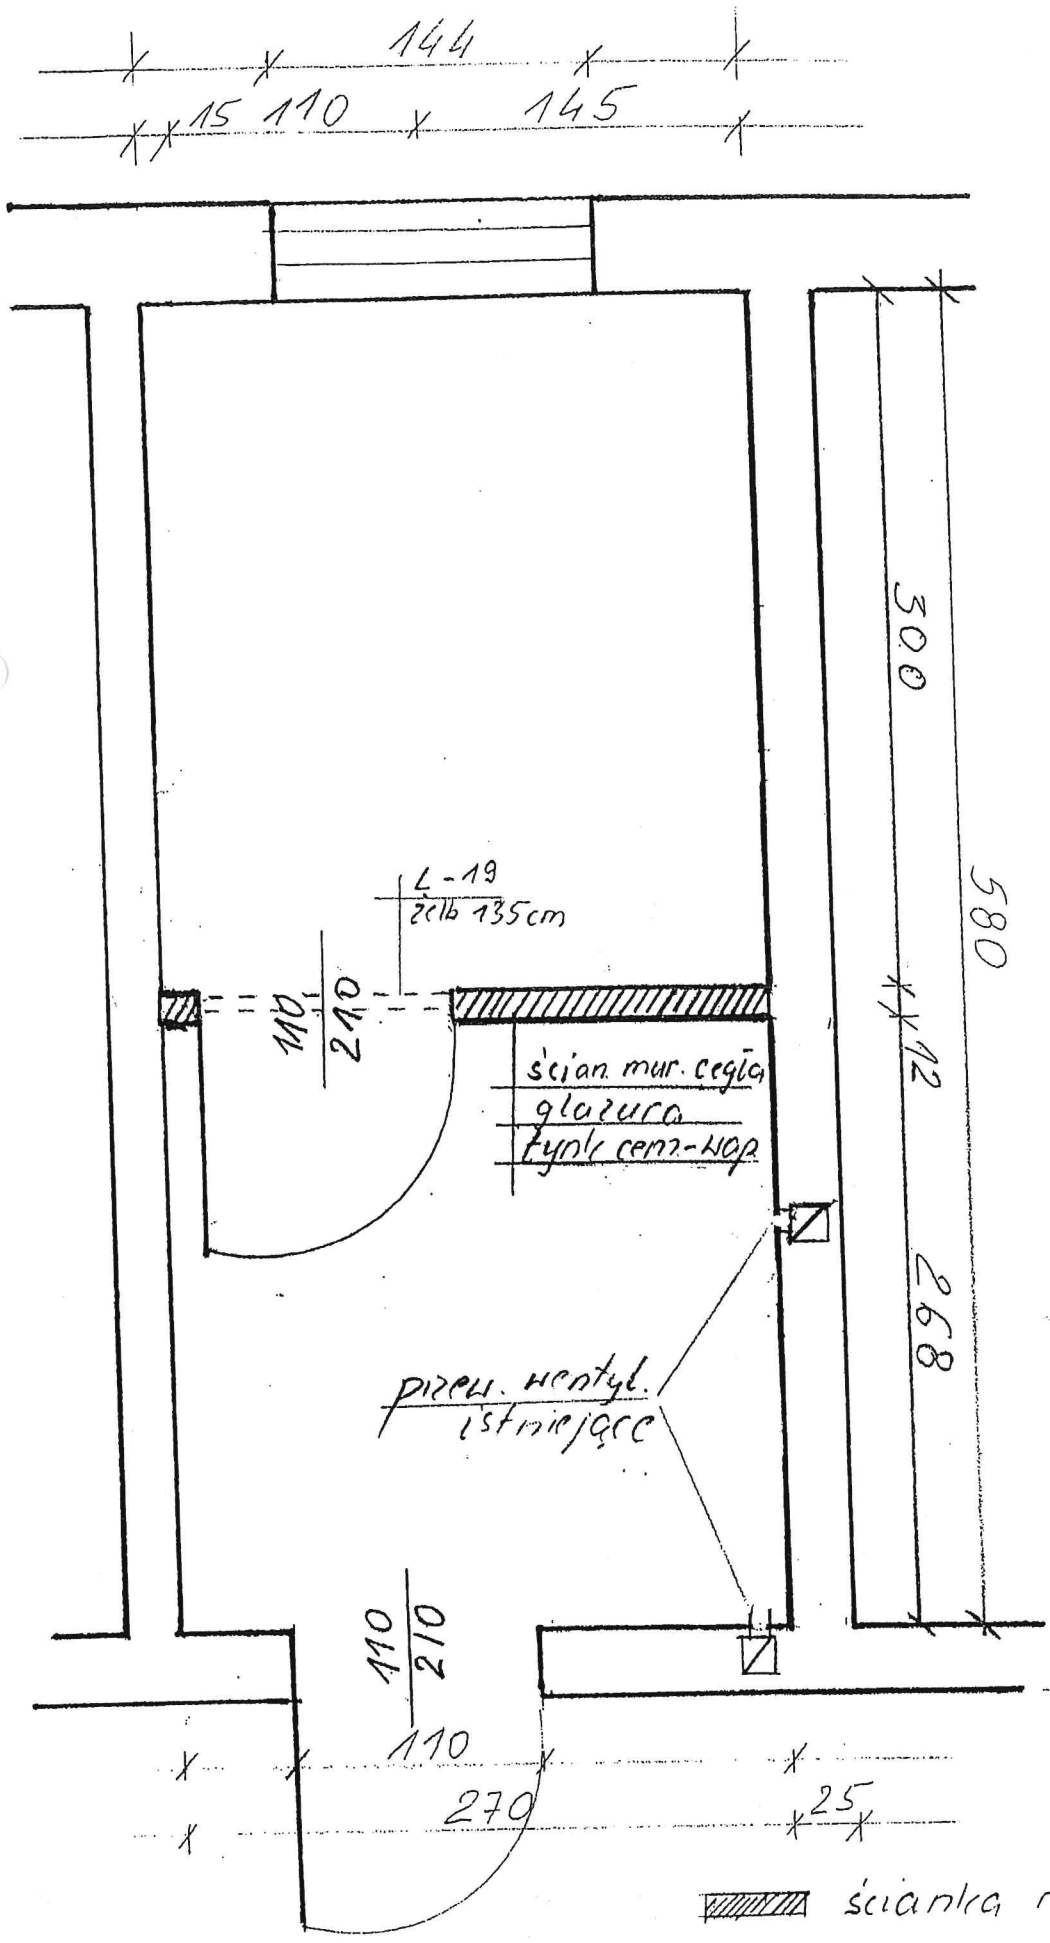 144
15 110 145
300
580
L-19
żelb 135cm
110
210
12
ścian. mur. cegła
glazura
tynk cem-wap
268
przew. wentyl.
istniejące
110
210
110
270
25
ścianka